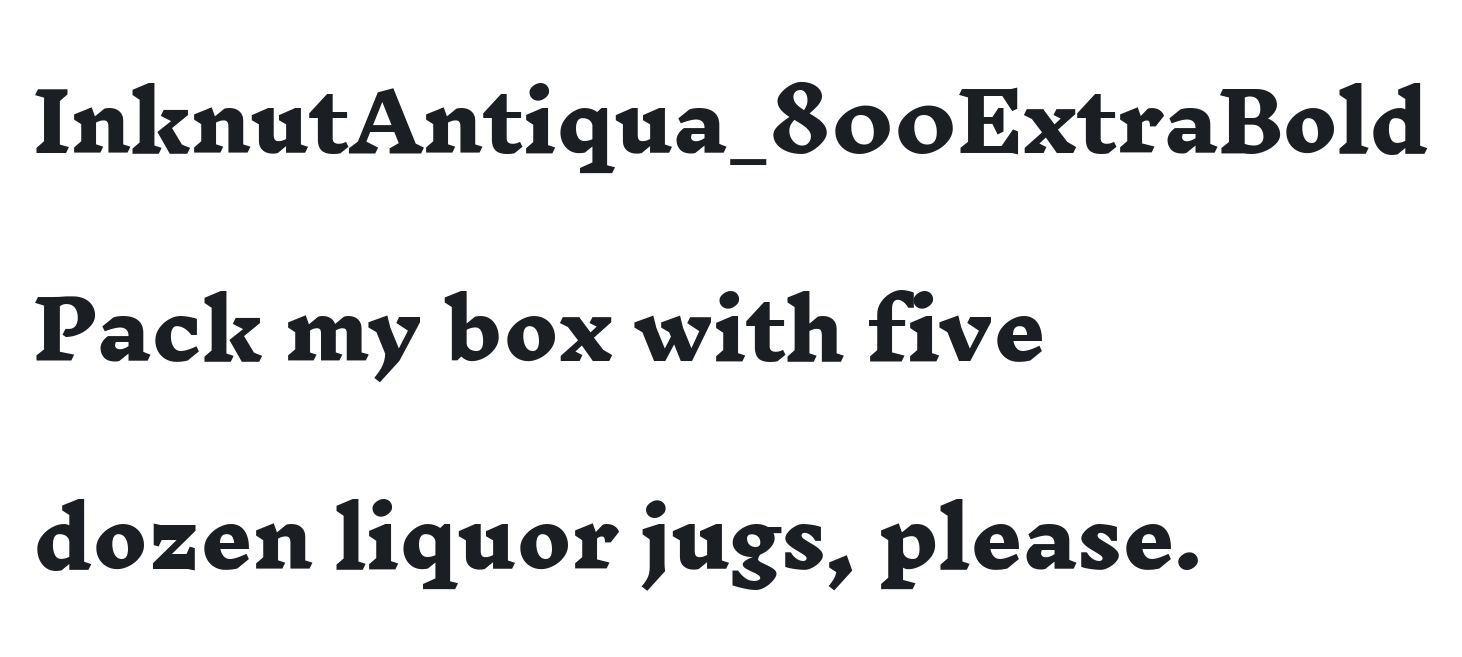 InknutAntiqua_800ExtraBold
Pack my box with five
dozen liquor jugs, please.